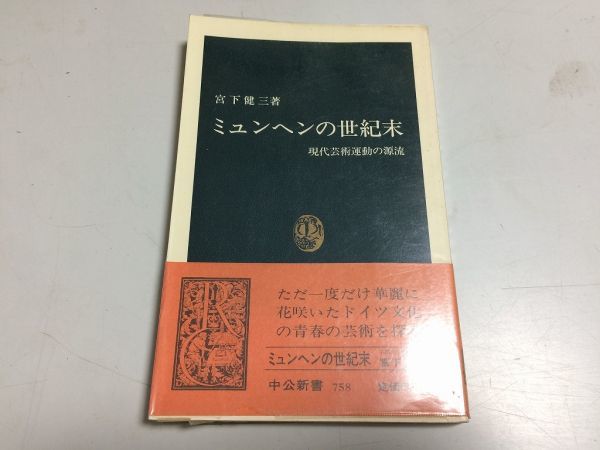 宮下健三著
ミュンヘンの世紀末
現代芸術運動の源流
ただ一度だけ華麗に
花咲いたドイツ文化
の青春の芸術を探る
ミュンヘンの世紀末
中公新書 758